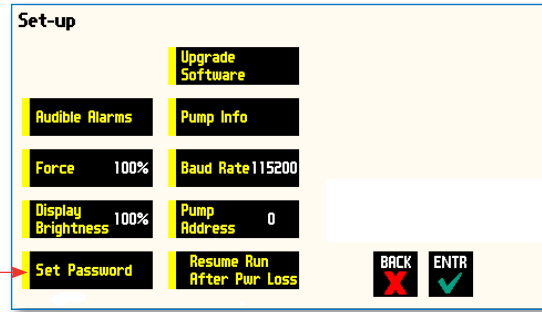 Set-up
Upgrade
Software
Audible Alarms
Pump Info
Force 100%
Baud Rate 115200
Display
Brightness 100%
Pump
Address 0
Set Password
Resume Run
After Pwr Loss
BACK
ENTR